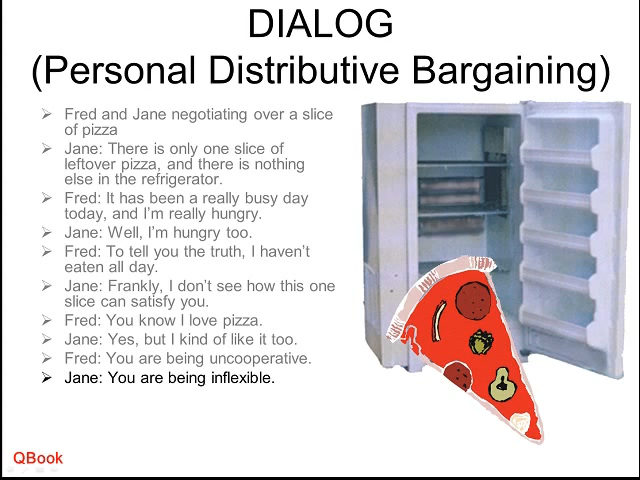 DIALOG
(Personal Distributive Bargaining)
Fred and Jane negotiating over a slice
of pizza
Jane: There is only one slice of
leftover pizza, and there is nothing
else in the refrigerator.
Fred: It has been a really busy day
today, and I'm really hungry.
Jane: Well, I'm hungry too.
Fred: To tell you the truth, I haven't
eaten all day.
Jane: Frankly, I don't see how this one
slice can satisfy you.
Fred: You know I love pizza.
Jane: Yes, but I kind of like it too.
Fred: You are being uncooperative.
Jane: You are being inflexible.
QBook